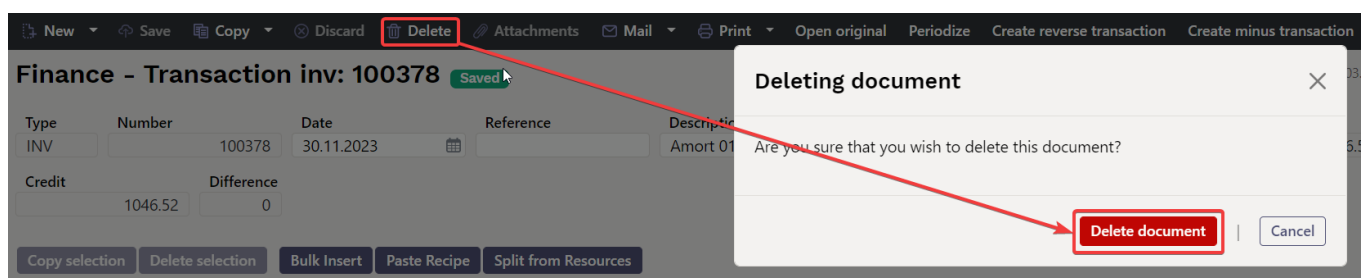 New Save Copy Discard Delete Attachments Mail Print Open original Periodize Create reverse transaction Create minus transaction
Finance - Transaction inv: 100378 Saved
Deleting document
Type Number Date Reference
INV 100378 30.11.2023 Amort 01
Are you sure that you wish to delete this document?
Credit Difference
1046.52 0
Delete document | Cancel
Copy selection Delete selection Bulk Insert Paste Recipe Split from Resources